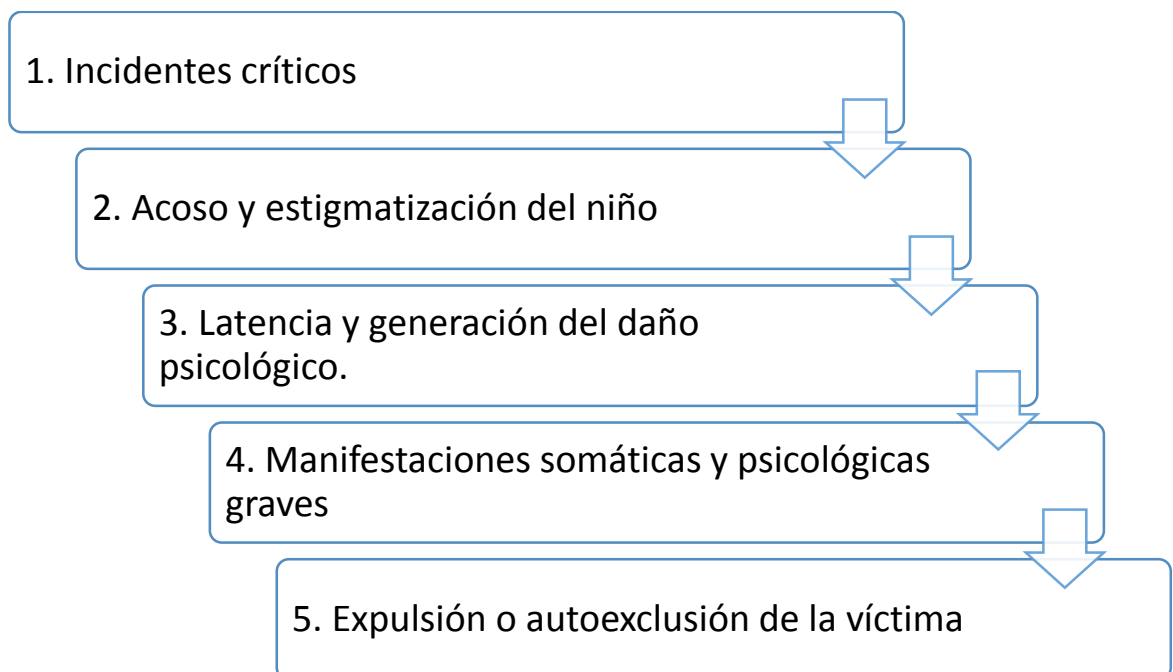 1. Incidentes críticos
2. Acoso y estigmatización del niño
3. Latencia y generación del daño
psicológico.
4. Manifestaciones somáticas y psicológicas
graves
5. Expulsión o autoexclusión de la víctima